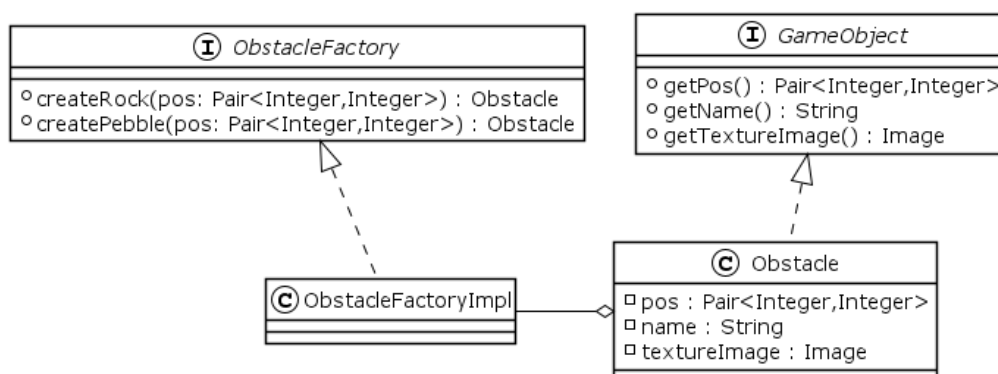 I ObstacleFactory
createRock(pos: Pair<Integer,Integer>) : Obstacle
createPebble(pos: Pair<Integer,Integer>) : Obstacle
I GameObject
getPos() : Pair<Integer,Integer>
getName() : String
getTextureImage() : Image
C ObstacleFactoryImpl
C Obstacle
pos : Pair<Integer,Integer>
name : String
textureImage : Image